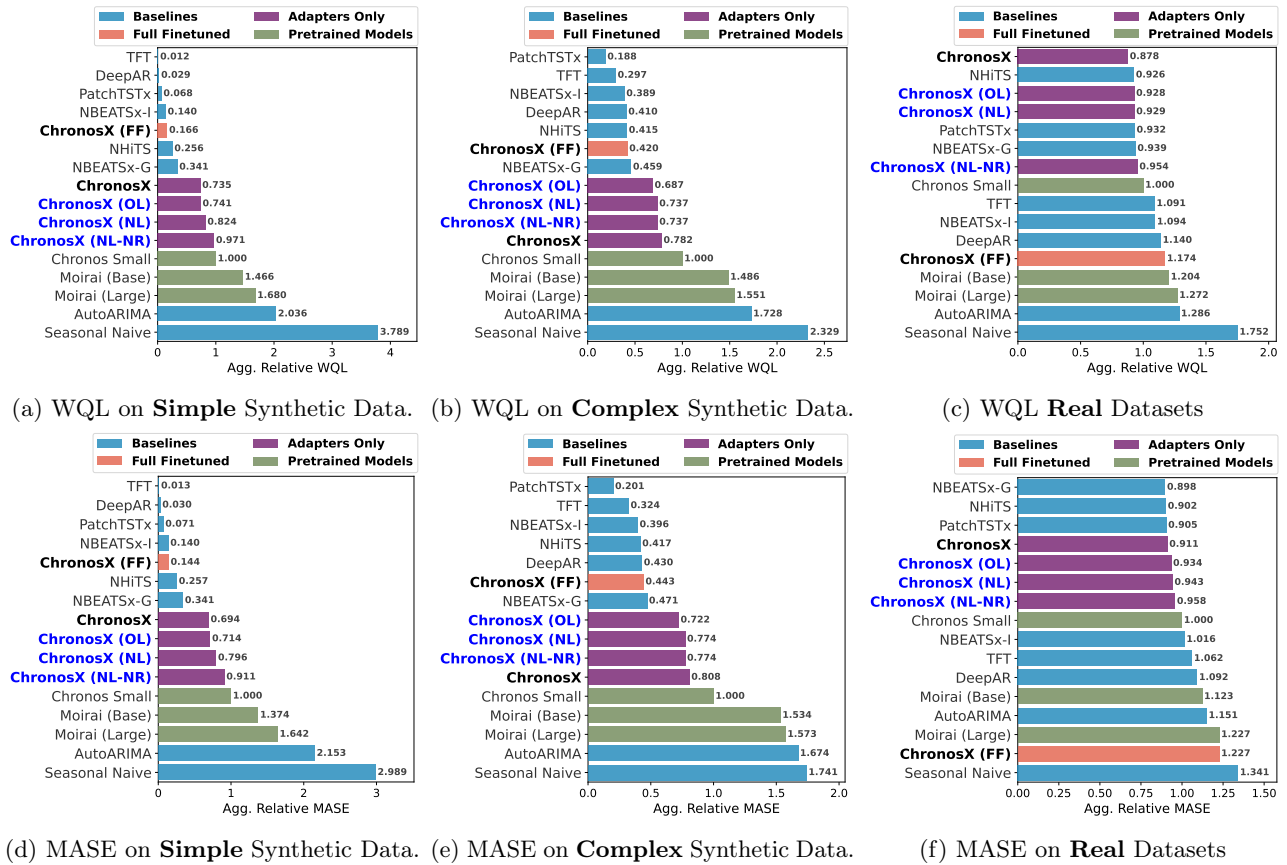 Baselines
Adapters Only
Full Finetuned
Pretrained Models
TFT 0.012
DeepAR 0.029
PatchTSTx 0.068
NBEATSx-I 0.140
ChronosX (FF) 0.166
NHiTS 0.256
NBEATSx-G 0.341
ChronosX 0.735
ChronosX (OL) 0.741
ChronosX (NL) 0.824
ChronosX (NL-NR) 0.971
Chronos Small 1.000
Moirai (Base) 1.466
Moirai (Large) 1.680
AutoARIMA 2.036
Seasonal Naive 3.789
0 1 2 3 4
Agg. Relative WQL
(a) WQL on Simple Synthetic Data.
Baselines
Adapters Only
Full Finetuned
Pretrained Models
PatchTSTx 0.188
TFT 0.297
NBEATSx-I 0.389
DeepAR 0.410
NHiTS 0.415
ChronosX (FF) 0.420
NBEATSx-G 0.459
ChronosX (OL) 0.687
ChronosX (NL) 0.737
ChronosX (NL-NR) 0.737
ChronosX 0.782
Chronos Small 1.000
Moirai (Base) 1.486
Moirai (Large) 1.551
AutoARIMA 1.728
Seasonal Naive 2.329
0.0 0.5 1.0 1.5 2.0 2.5
Agg. Relative WQL
(b) WQL on Complex Synthetic Data.
Baselines
Adapters Only
Full Finetuned
Pretrained Models
ChronosX 0.878
NHiTS 0.926
ChronosX (OL) 0.928
ChronosX (NL) 0.929
PatchTSTx 0.932
NBEATSx-G 0.939
ChronosX (NL-NR) 0.954
Chronos Small 1.000
TFT 1.091
NBEATSx-I 1.094
DeepAR 1.140
ChronosX (FF) 1.174
Moirai (Base) 1.204
Moirai (Large) 1.272
AutoARIMA 1.286
Seasonal Naive 1.752
0.0 0.5 1.0 1.5 2.0
Agg. Relative WQL
(c) WQL Real Datasets
Baselines
Adapters Only
Full Finetuned
Pretrained Models
TFT 0.013
DeepAR 0.030
PatchTSTx 0.071
NBEATSx-I 0.140
ChronosX (FF) 0.144
NHiTS 0.257
NBEATSx-G 0.341
ChronosX 0.694
ChronosX (OL) 0.714
ChronosX (NL) 0.796
ChronosX (NL-NR) 0.911
Chronos Small 1.000
Moirai (Base) 1.374
Moirai (Large) 1.642
AutoARIMA 2.153
Seasonal Naive 2.989
0 1 2 3
Agg. Relative MASE
(d) MASE on Simple Synthetic Data.
Baselines
Adapters Only
Full Finetuned
Pretrained Models
PatchTSTx 0.201
TFT 0.324
NBEATSx-I 0.396
NHiTS 0.417
DeepAR 0.430
ChronosX (FF) 0.443
NBEATSx-G 0.471
ChronosX (OL) 0.722
ChronosX (NL) 0.774
ChronosX (NL-NR) 0.774
ChronosX 0.808
Chronos Small 1.000
Moirai (Base) 1.534
Moirai (Large) 1.573
AutoARIMA 1.674
Seasonal Naive 1.741
0.0 0.5 1.0 1.5 2.0
Agg. Relative MASE
(e) MASE on Complex Synthetic Data.
Baselines
Adapters Only
Full Finetuned
Pretrained Models
NBEATSx-G 0.898
NHiTS 0.902
PatchTSTx 0.905
ChronosX 0.911
ChronosX (OL) 0.934
ChronosX (NL) 0.943
ChronosX (NL-NR) 0.958
Chronos Small 1.000
NBEATSx-I 1.016
TFT 1.062
DeepAR 1.092
Moirai (Base) 1.123
AutoARIMA 1.151
Moirai (Large) 1.227
ChronosX (FF) 1.227
Seasonal Naive 1.341
0.00 0.25 0.50 0.75 1.00 1.25 1.50
Agg. Relative MASE
(f) MASE on Real Datasets